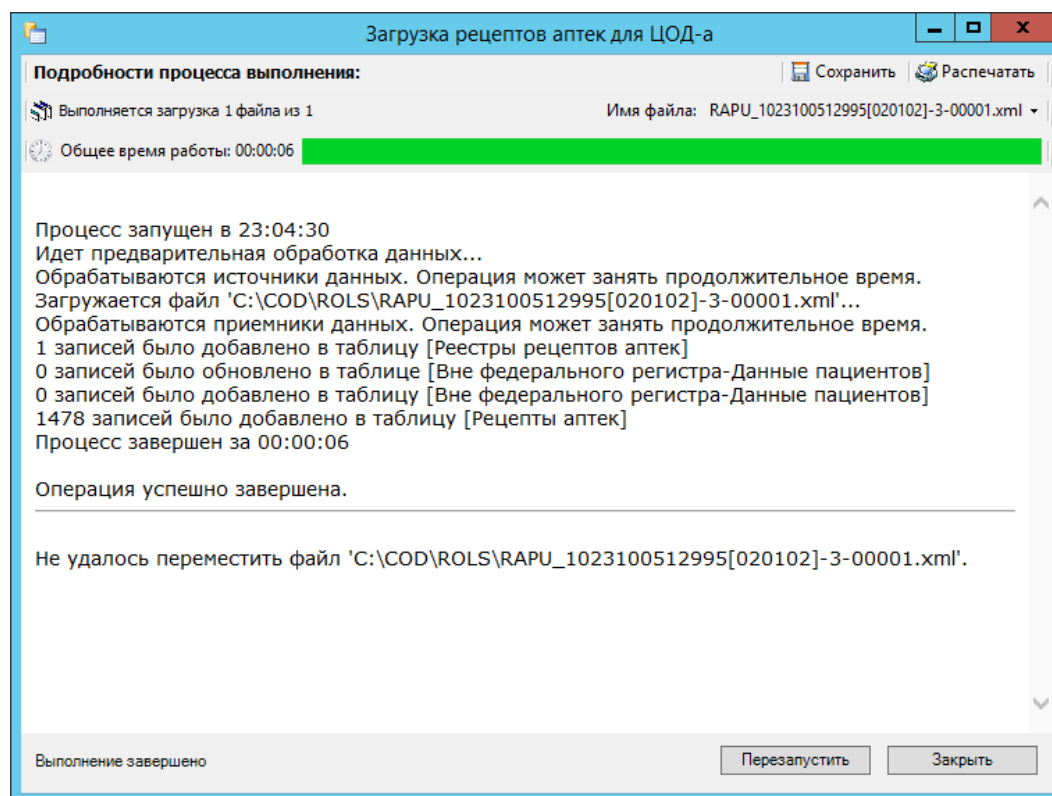 Загрузка рецептов аптек для ЦОД-а
Подробности процесса выполнения:
Сохранить
Распечатать
Выполняется загрузка 1 файла из 1
Имя файла: RAPU_1023100512995[020102]-3-00001.xml
Общее время работы: 00:00:06
Процесс запущен в 23:04:30
Идет предварительная обработка данных...
Обрабатываются источники данных. Операция может занять продолжительное время.
Загружается файл 'C:\COD\ROLS\RAPU_1023100512995[020102]-3-00001.xml'...
Обрабатываются приемники данных. Операция может занять продолжительное время.
1 записей было добавлено в таблицу [Реестры рецептов аптек]
0 записей было обновлено в таблице [Вне федерального регистра-Данные пациентов]
0 записей было добавлено в таблицу [Вне федерального регистра-Данные пациентов]
1478 записей было добавлено в таблицу [Рецепты аптек]
Процесс завершен за 00:00:06
Операция успешно завершена.
Не удалось переместить файл 'C:\COD\ROLS\RAPU_1023100512995[020102]-3-00001.xml'.
Выполнение завершено
Перезапустить
Закрыть